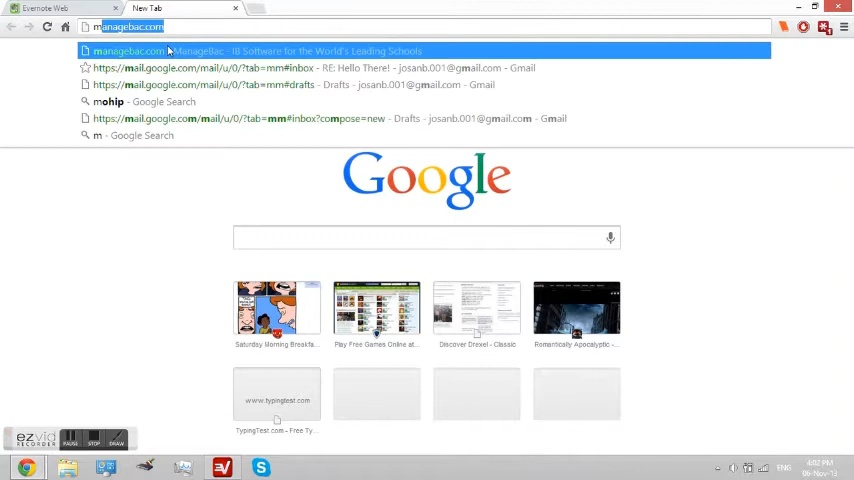 Evernote Web
New Tab
managebac.com
managebac.com - ManageBac - IB Software for the World's Leading Schools
https://mail.google.com/mail/u/0/?tab=mm#inbox - RE: Hello There! - josanb.001@gmail.com - Gmail
https://mail.google.com/mail/u/0/?tab=mm#drafts - Drafts - josanb.001@gmail.com - Gmail
mohip - Google Search
https://mail.google.com/mail/u/0/?tab=mm#inbox?compose=new - Drafts - josanb.001@gmail.com - Gmail
m - Google Search
Google
Saturday Morning Breakfa...
Play Free Games Online at...
Discover Drexel - Classic
Romantically Apocalyptic -...
www.typingtest.com
TypingTest.com - Free Ty...
ezvid
RECORDER
PAUSE
STOP
DRAW
ENG
4:02 PM
06-Nov-13